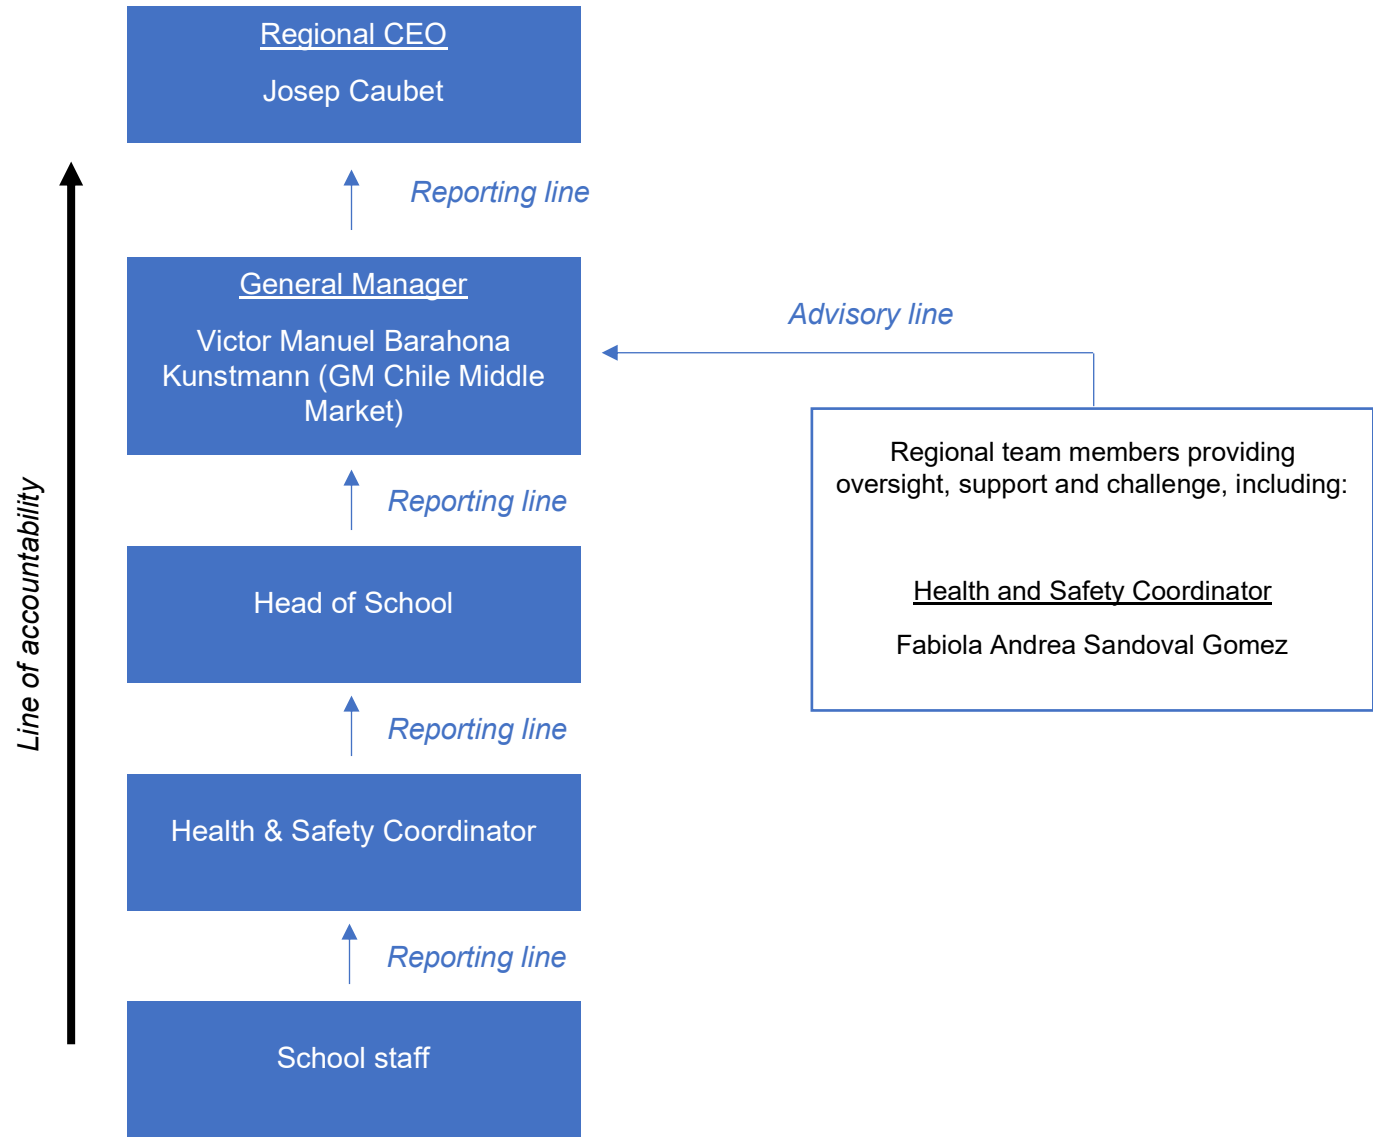 Regional CEO
Josep Caubet
Reporting line
General Manager
Victor Manuel Barahona
Kunstmann (GM Chile Middle
Market)
Advisory line
Regional team members providing
oversight, support and challenge, including:
Health and Safety Coordinator
Fabiola Andrea Sandoval Gomez
Reporting line
Head of School
Reporting line
Health & Safety Coordinator
Reporting line
School staff
Line of accountability